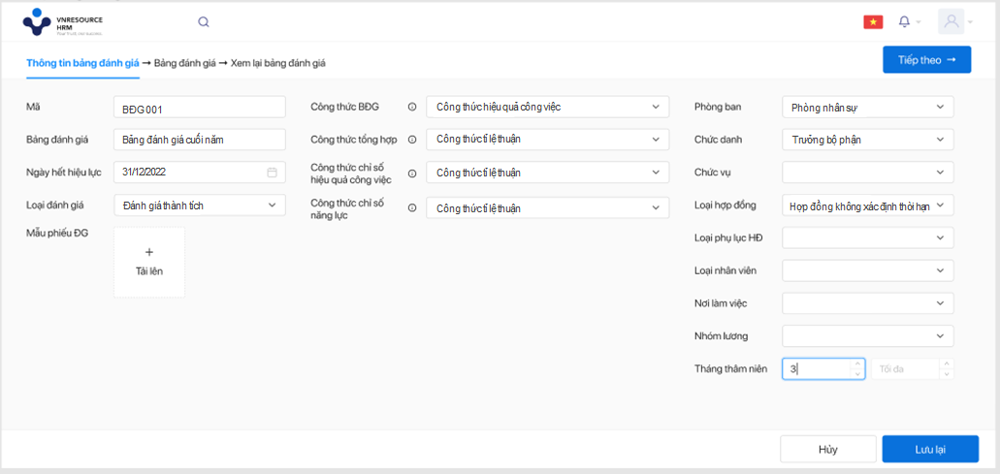 VNRESOURCE
HRM
Thông tin bảng đánh giá → Bảng đánh giá → Xem lại bảng đánh giá
Tiếp theo →
Mã
BĐG001
Bảng đánh giá
Bảng đánh giá cuối năm
Ngày hết hiệu lực
31/12/2022
Loại đánh giá
Đánh giá thành tích
Mẫu phiếu ĐG
+
Tải lên
Công thức BĐG
Công thức hiệu quả công việc
Công thức tổng hợp
Công thức tỉ lệ thuận
Công thức chỉ số
hiệu quả công việc
Công thức tỉ lệ thuận
Công thức chỉ số
năng lực
Công thức tỉ lệ thuận
Phòng ban
Phòng nhân sự
Chức danh
Trưởng bộ phận
Chức vụ
Loại hợp đồng
Hợp đồng không xác định thời hạn
Loại phụ lục HĐ
Loại nhân viên
Nơi làm việc
Nhóm lương
Tháng thâm niên
3
Tối đa
Hủy
Lưu lại